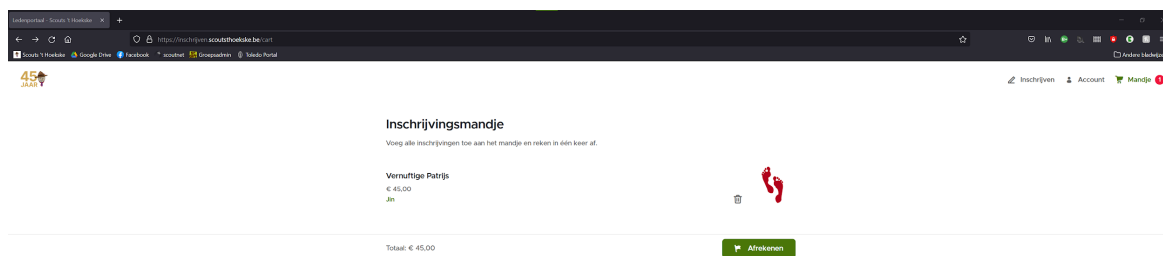 Ledenportaal - Scouts 't Hoekske
https://inschrijven.scoutsthoekske.be/cart
Scouts 't Hoekske Google Drive Facebook scoutnet Groepsadmin Toledo Portal Andere bladwijzers
45
JAAR
Inschrijven Account Mandje 1
Inschrijvingsmandje
Voeg alle inschrijvingen toe aan het mandje en reken in één keer af.
Vernuftige Patrijs
€ 45,00
Jin
Totaal: € 45,00 Afrekenen